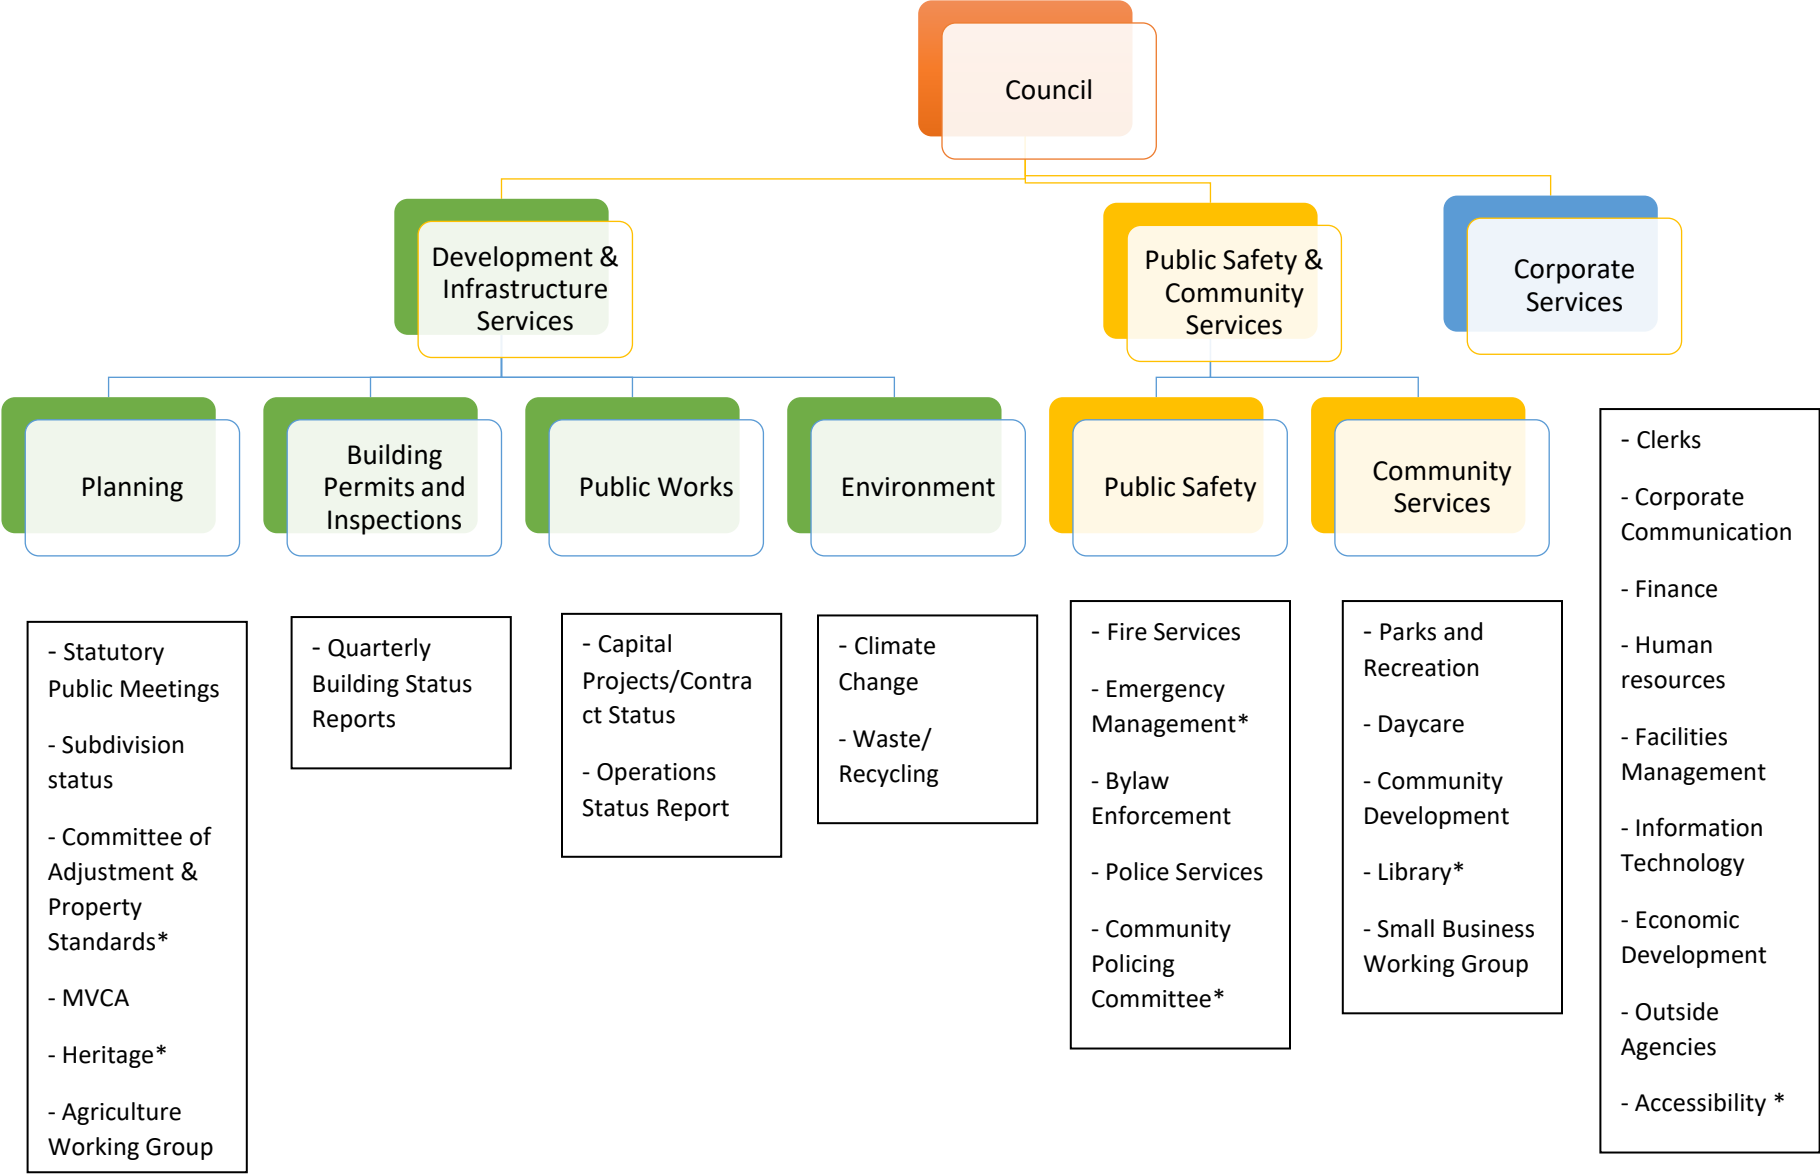 Council
Development &
Infrastructure
Services
Public Safety &
Community
Services
Corporate
Services
Planning
Building
Permits and
Inspections
Public Works
Environment
Public Safety
Community
Services
- Statutory
Public Meetings
- Subdivision
status
- Committee of
Adjustment &
Property
Standards*
- MVCA
- Heritage*
- Agriculture
Working Group
- Quarterly
Building Status
Reports
- Capital
Projects/Contra
ct Status
- Operations
Status Report
- Climate
Change
- Waste/
Recycling
- Fire Services
- Emergency
Management*
- Bylaw
Enforcement
- Police Services
- Community
Policing
Committee*
- Parks and
Recreation
- Daycare
- Community
Development
- Library*
- Small Business
Working Group
- Clerks
- Corporate
Communication
- Finance
- Human
resources
- Facilities
Management
- Information
Technology
- Economic
Development
- Outside
Agencies
- Accessibility *